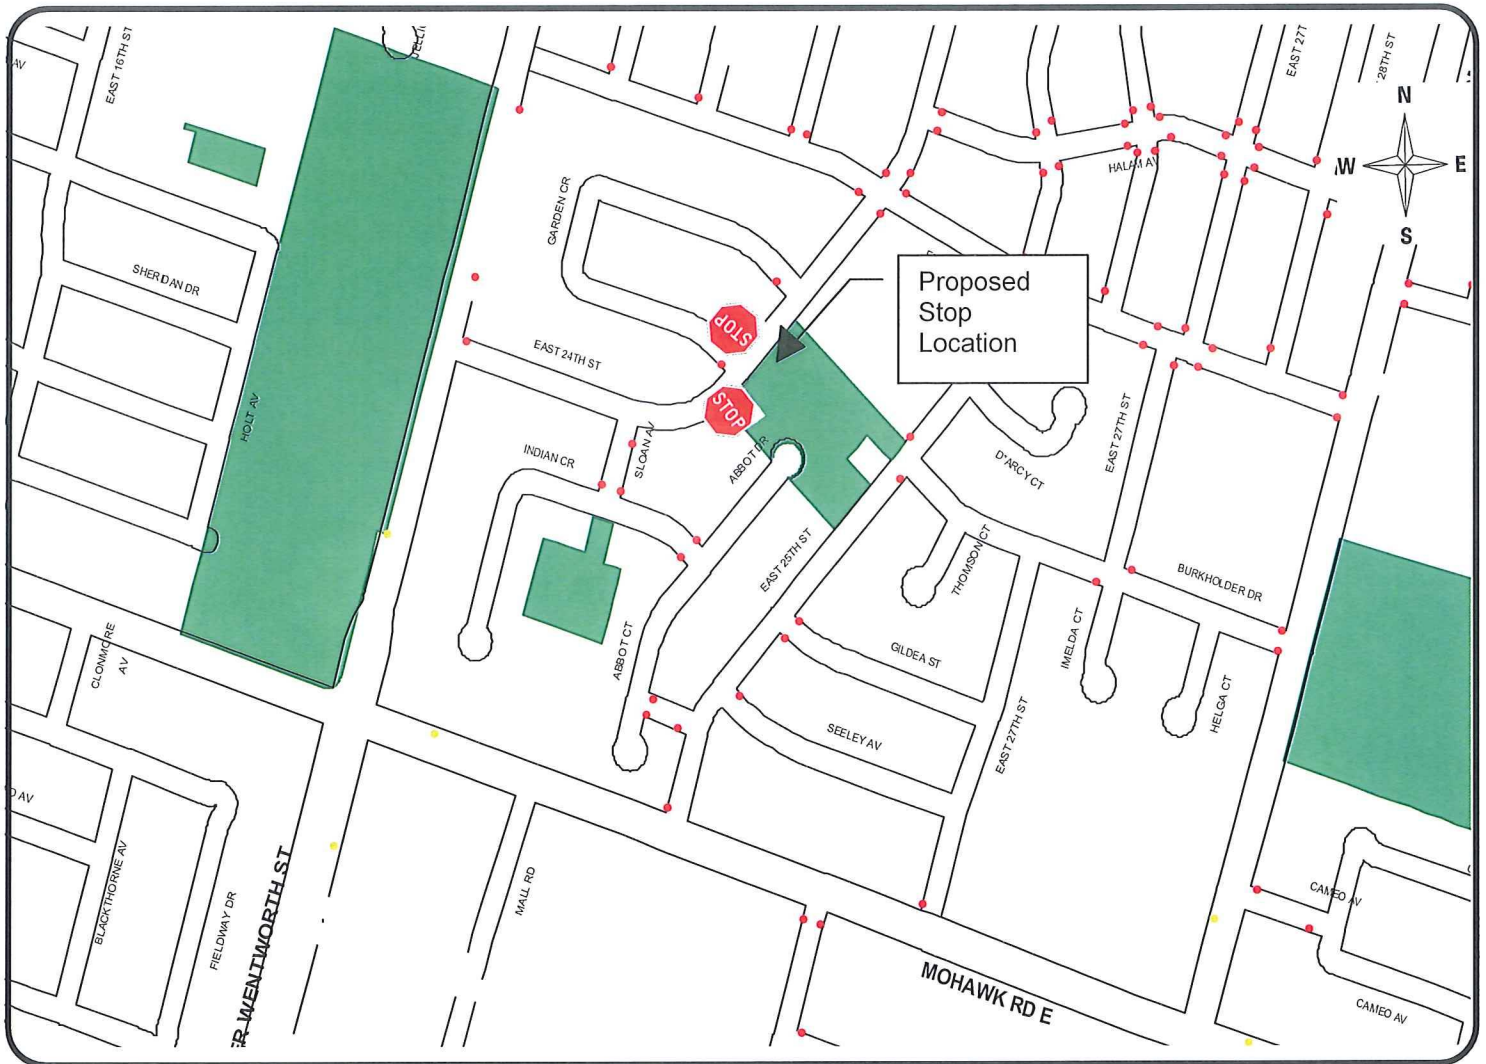 EAST 16TH ST
AV
EAST 27T
28TH ST
N
W
E
S
HALAM AV
GARDEN CR
SHERIDAN DR
Proposed
Stop
Location
STOP
EAST 24TH ST
STOP
HOLT AV
SLOAN AV
INDIAN CR
ABBOT DR
D'ARCY CT
EAST 27TH ST
EAST 25TH ST
THOMSON CT
BURKHOLDER DR
IMELDA CT
GILDEA ST
CLONMORE
AV
ABBOT CT
HELGA CT
SEELEY AV
EAST 27TH ST
AV
BLACKTHORNE AV
FIELDWAY DR
MALL RD
ER WENTWORTH ST
CAMEO AV
CAMEO AV
MOHAWK RD E